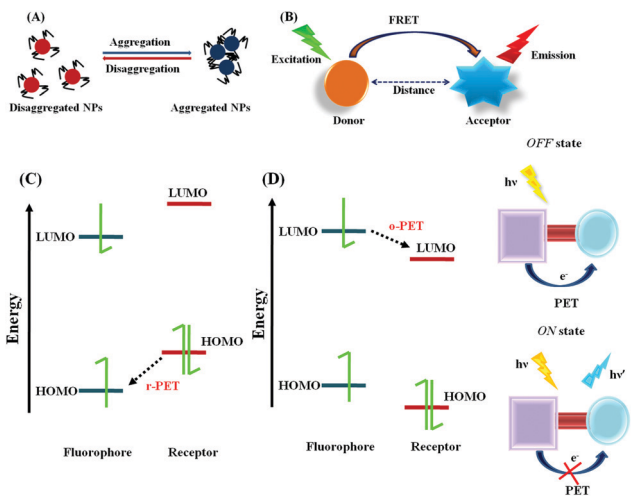 (A)
Aggregation
Disaggregation
Disaggregated NPs
Aggregated NPs
(B)
FRET
Excitation
Emission
Distance
Donor
Acceptor
(C)
LUMO
LUMO
Energy
HOMO
HOMO
r-PET
Fluorophore
Receptor
(D)
o-PET
LUMO
LUMO
Energy
HOMO
HOMO
Fluorophore
Receptor
OFF state
hν
e-
PET
ON state
hν
hν'
e-
PET